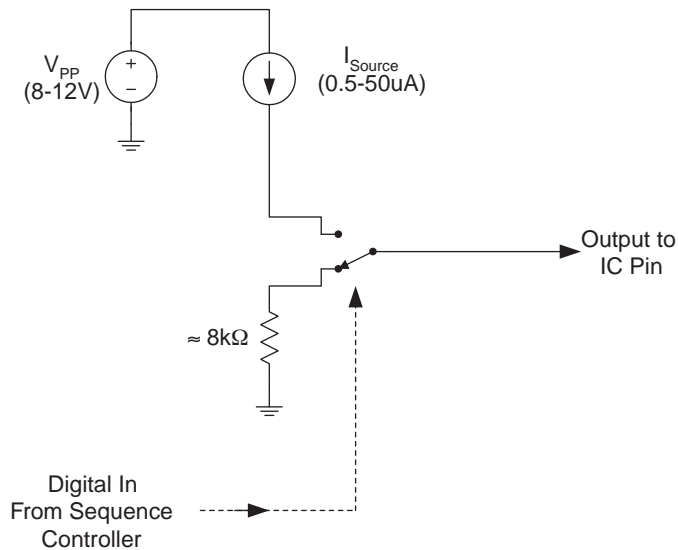 V_PP
(8-12V)
+
−
I_Source
(0.5-50uA)
Output to
IC Pin
≈ 8kΩ
Digital In
From Sequence
Controller